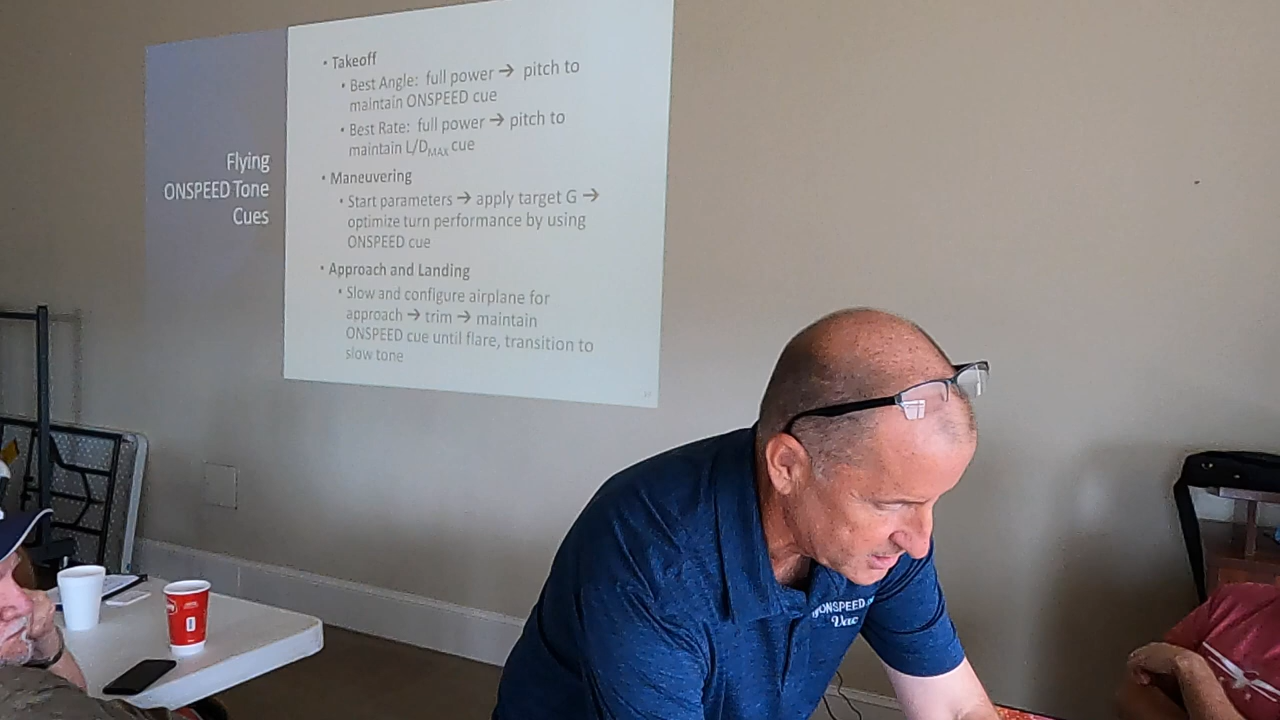 Flying
ONSPEED Tone
Cues
• Takeoff
• Best Angle: full power → pitch to
maintain ONSPEED cue
• Best Rate: full power → pitch to
maintain L/DMAX cue
• Maneuvering
• Start parameters → apply target G →
optimize turn performance by using
ONSPEED cue
• Approach and Landing
• Slow and configure airplane for
approach → trim → maintain
ONSPEED cue until flare, transition to
slow tone
ONSPEED
Vac